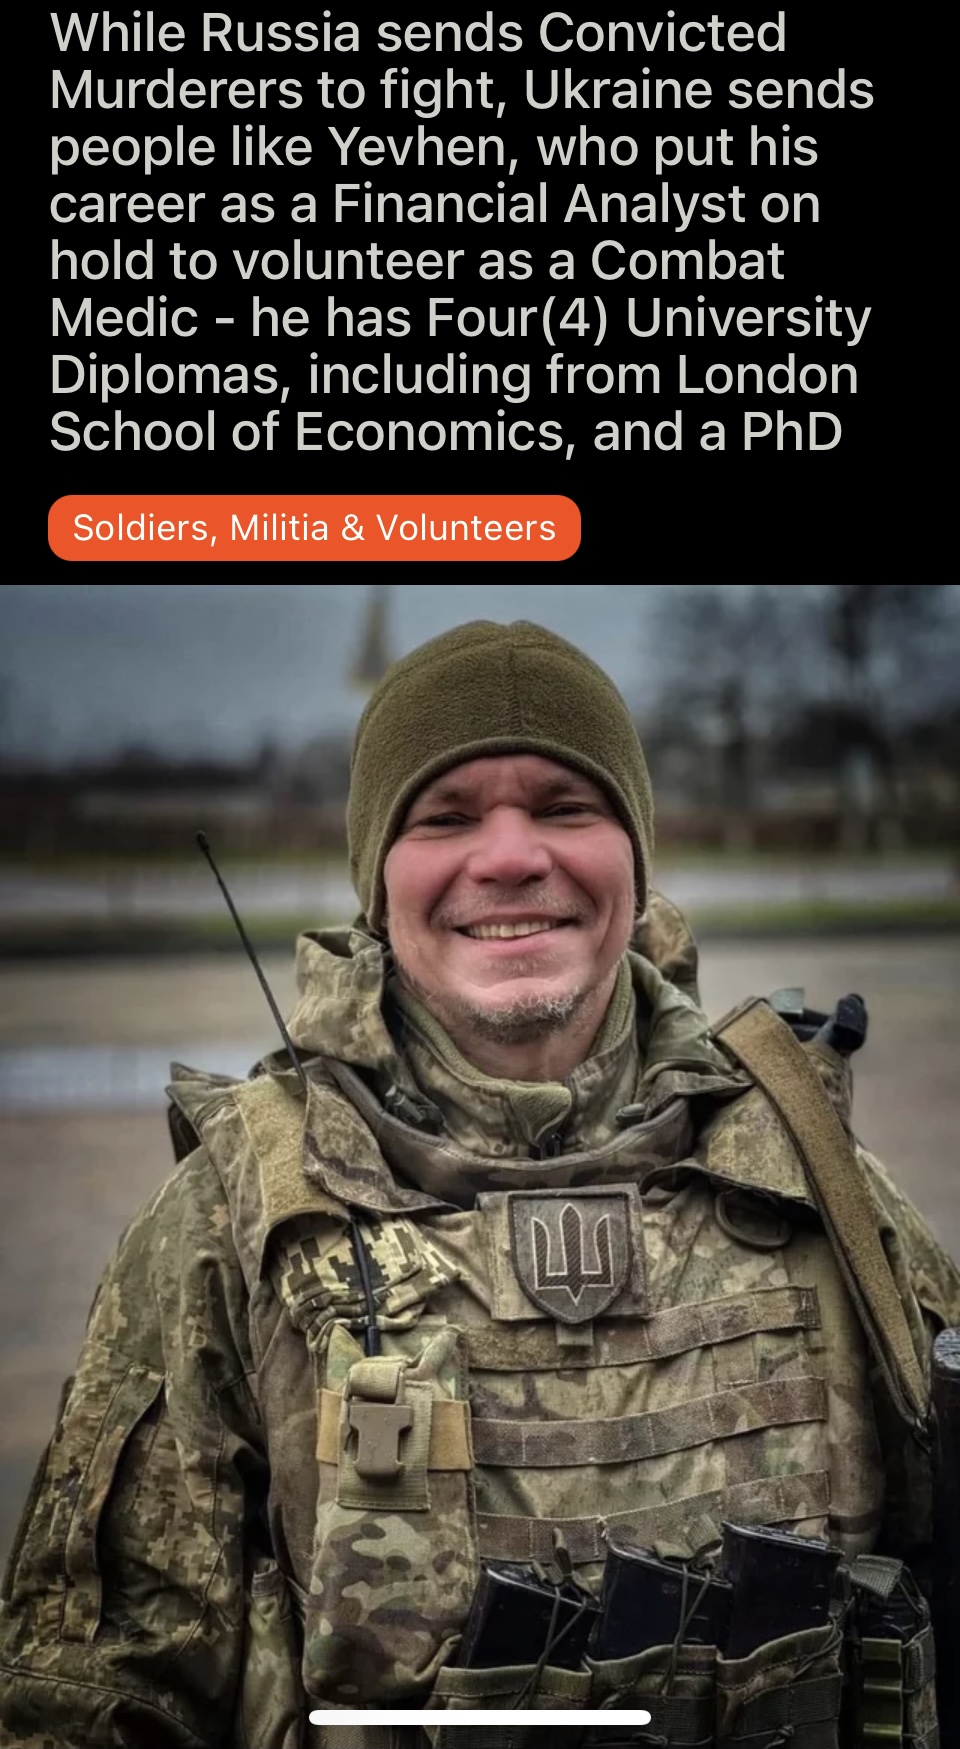 While Russia sends Convicted
Murderers to fight, Ukraine sends
people like Yevhen, who put his
career as a Financial Analyst on
hold to volunteer as a Combat
Medic - he has Four(4) University
Diplomas, including from London
School of Economics, and a PhD
Soldiers, Militia & Volunteers